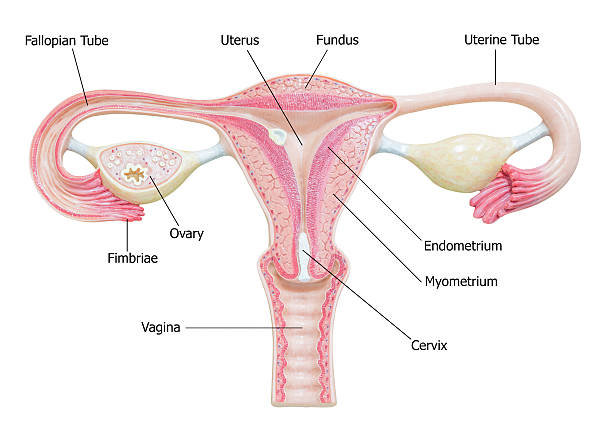 Fallopian Tube
Uterus
Fundus
Uterine Tube
Ovary
Fimbriae
Endometrium
Myometrium
Vagina
Cervix